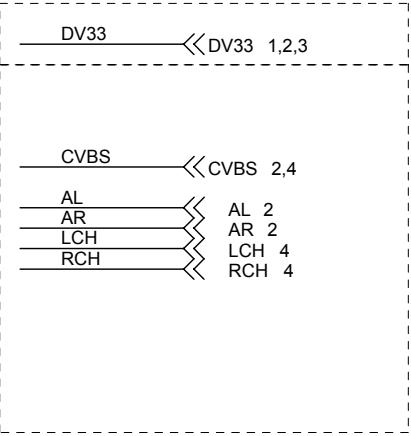 DV33 DV33 1,2,3
CVBS CVBS 2,4
AL AL 2
AR AR 2
LCH LCH 4
RCH RCH 4